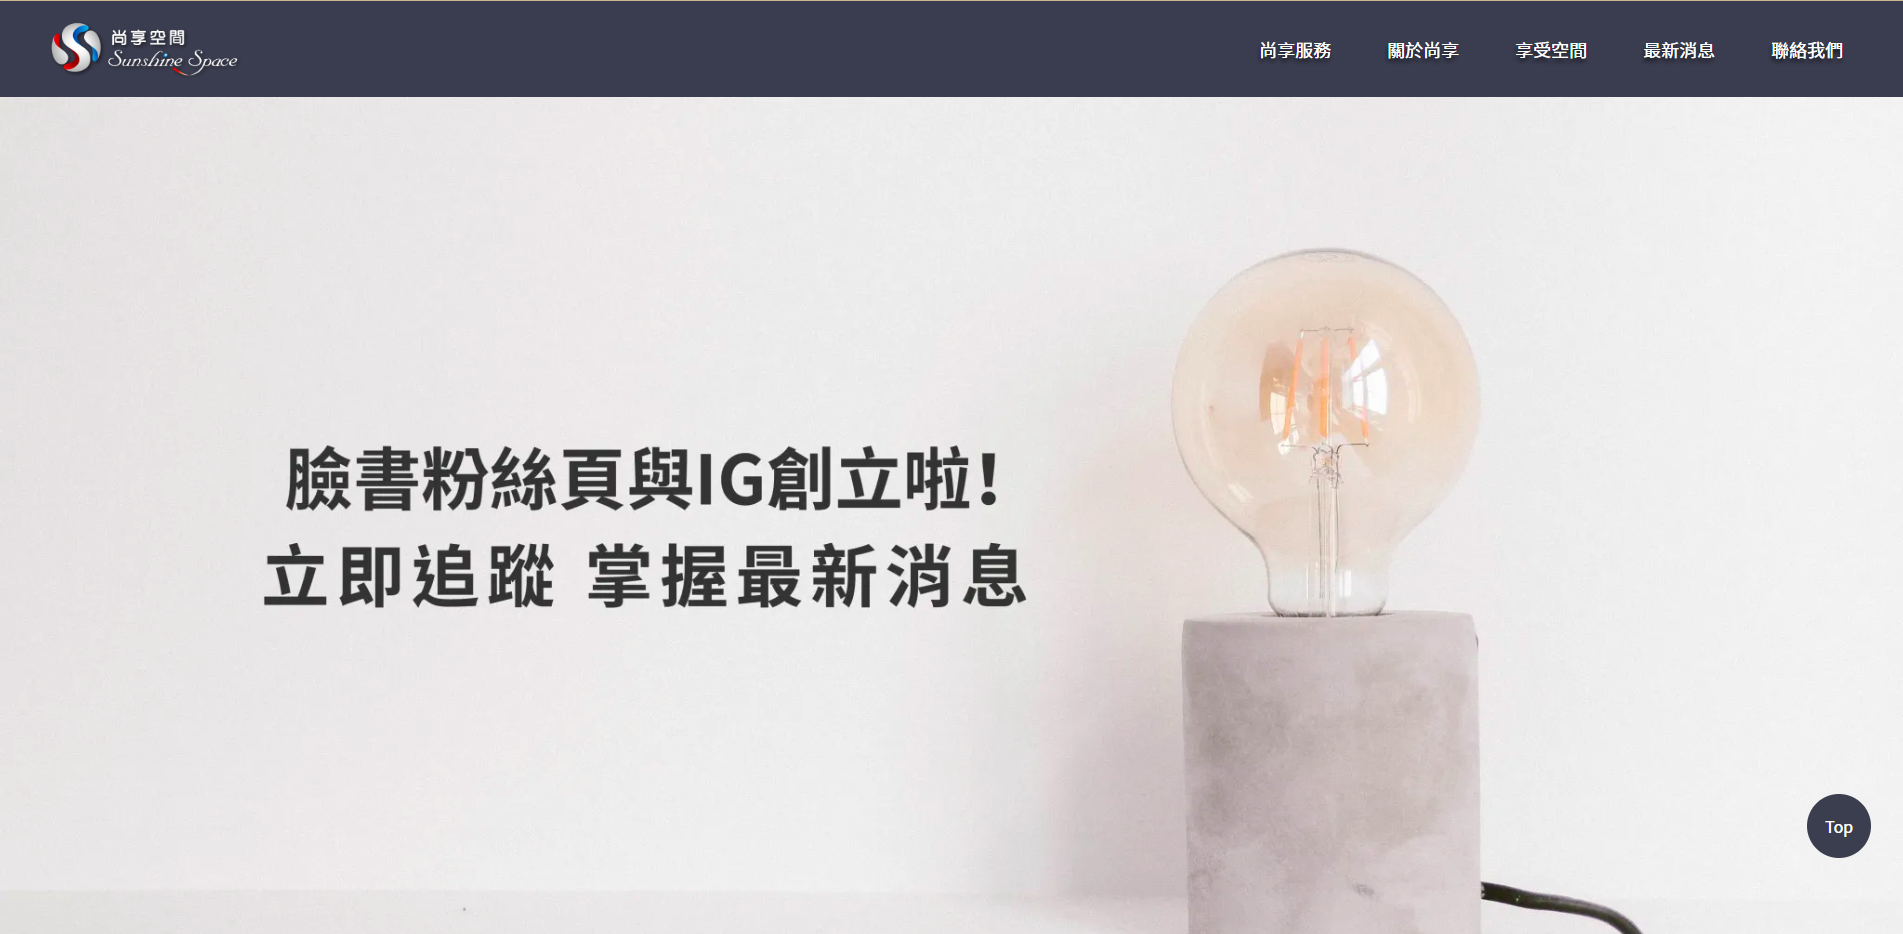 尚享空間
Sunshine Space
尚享服務
關於尚享
享受空間
最新消息
聯絡我們
臉書粉絲頁與IG創立啦！
立即追蹤 掌握最新消息
Top